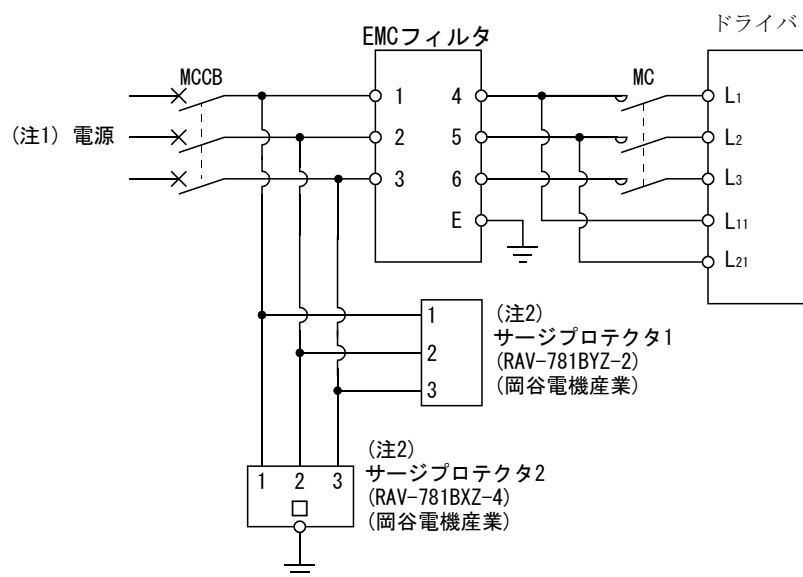 ドライバ
EMCフィルタ
MCCB
MC
(注1) 電源
1 4
2 5
3 6
E
L1
L2
L3
L11
L21
1
2
3
(注2)
サージプロテクタ1
(RAV-781BYZ-2)
(岡谷電機産業)
1 2 3
(注2)
サージプロテクタ2
(RAV-781BXZ-4)
(岡谷電機産業)